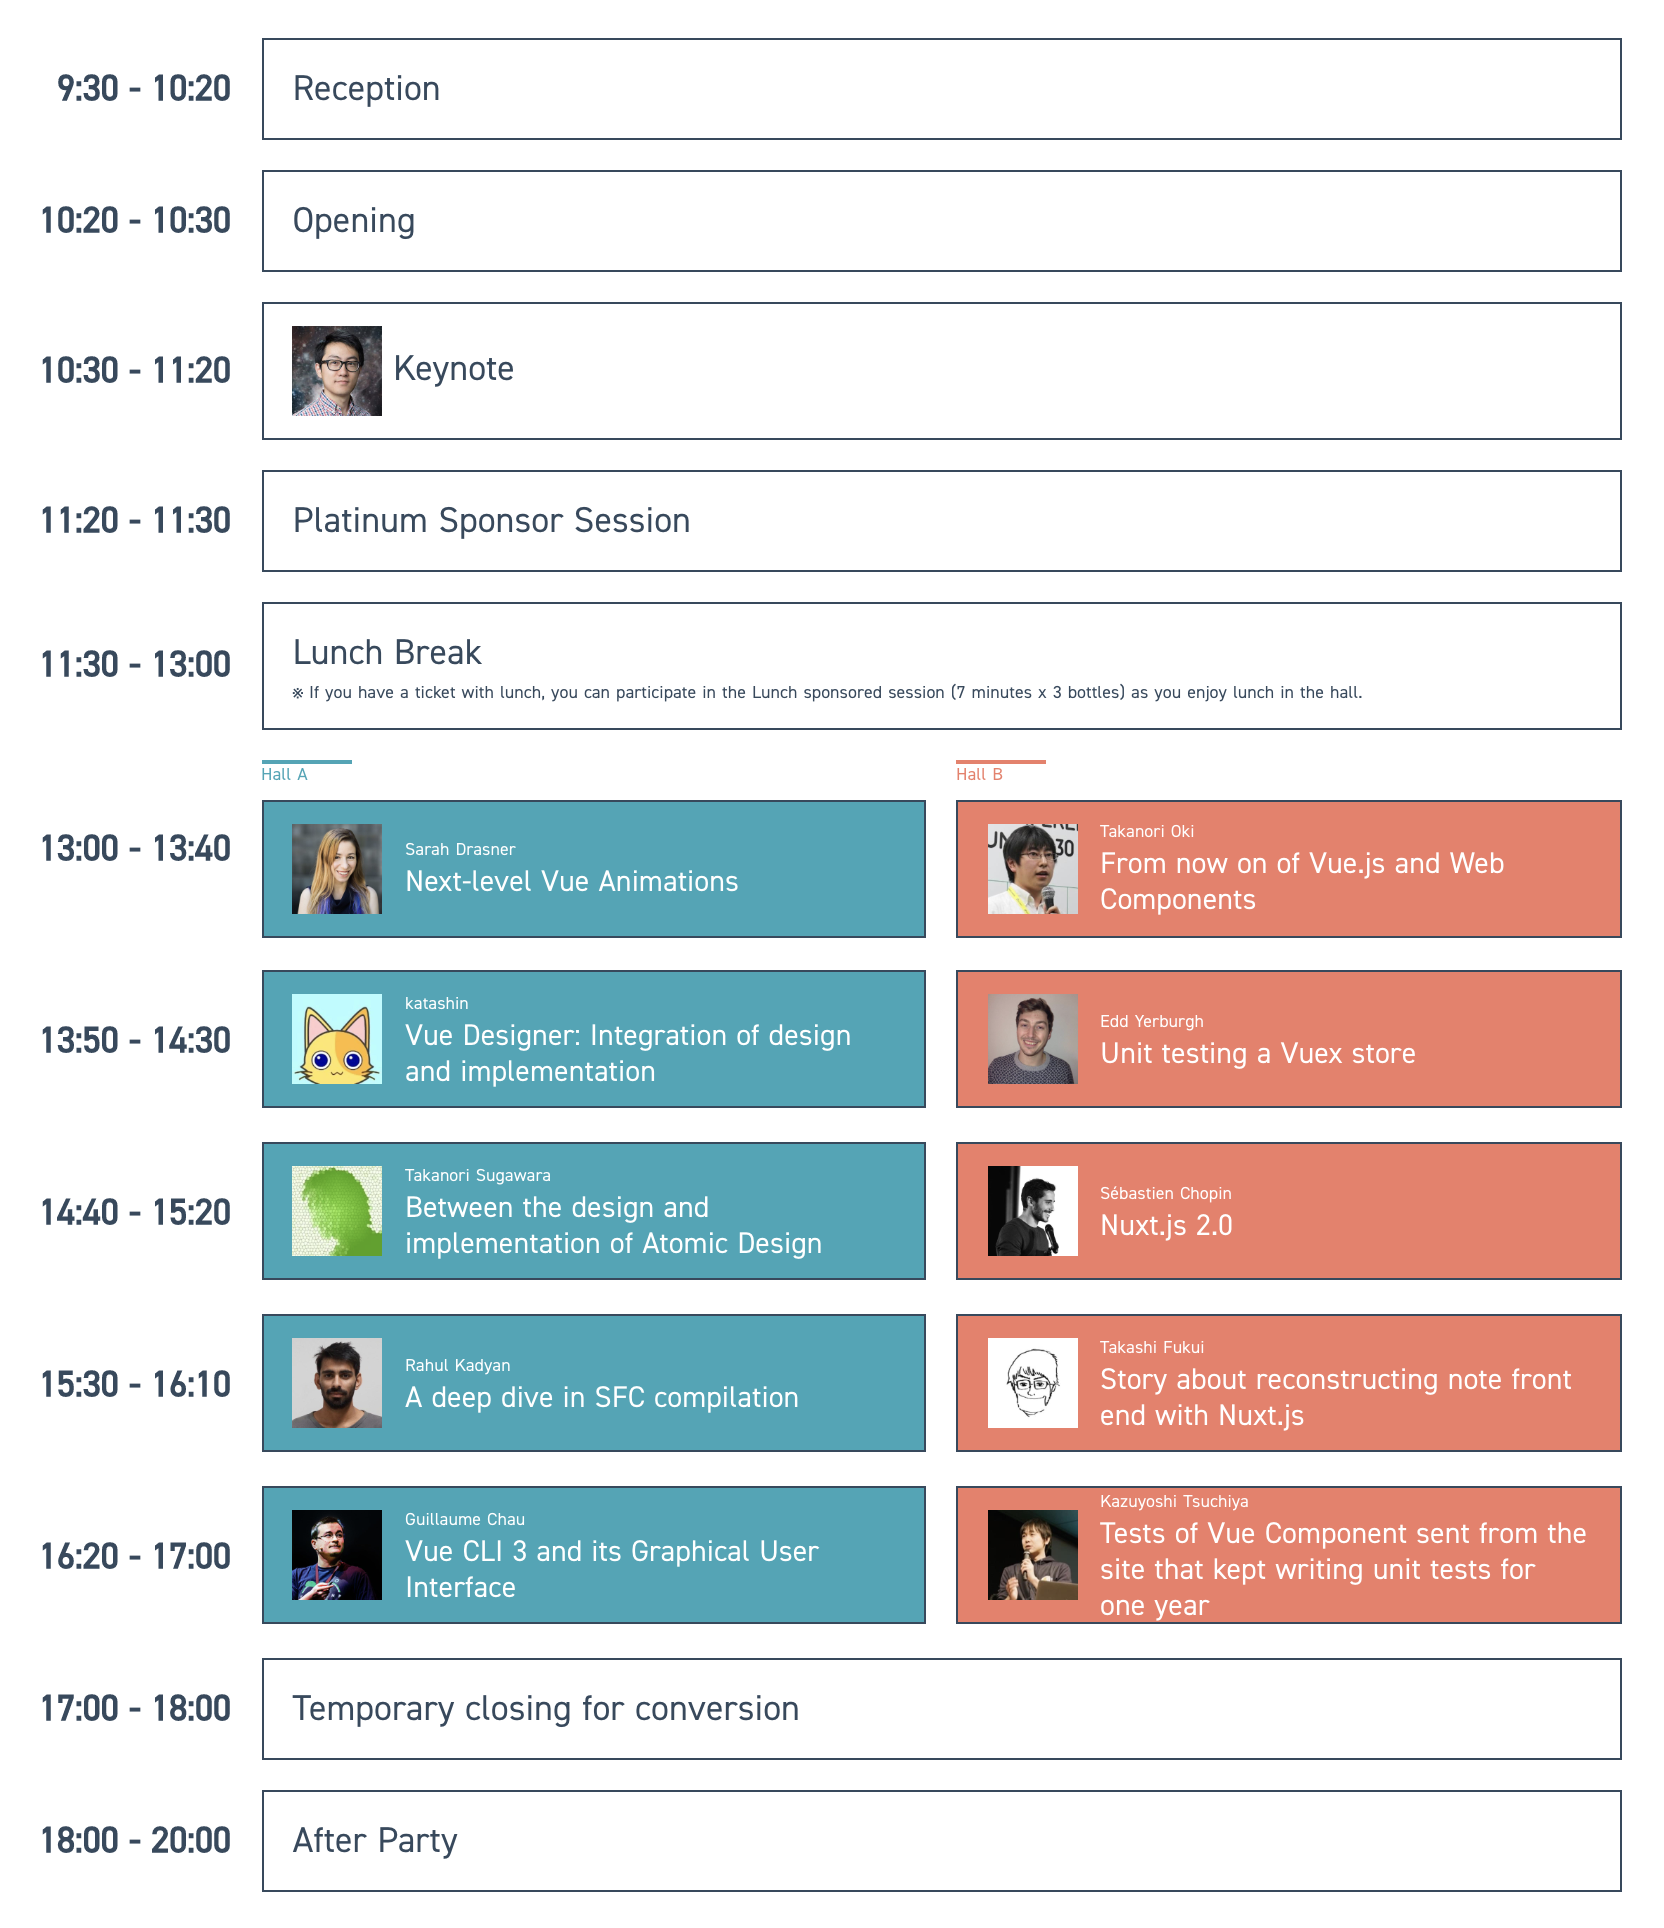 9:30 - 10:20
Reception
10:20 - 10:30
Opening
10:30 - 11:20
Keynote
11:20 - 11:30
Platinum Sponsor Session
11:30 - 13:00
Lunch Break
※ If you have a ticket with lunch, you can participate in the Lunch sponsored session (7 minutes x 3 bottles) as you enjoy lunch in the hall.
Hall A
Hall B
13:00 - 13:40
Sarah Drasner
Next-level Vue Animations
Takanori Oki
From now on of Vue.js and Web
Components
13:50 - 14:30
katashin
Vue Designer: Integration of design
and implementation
Edd Yerburgh
Unit testing a Vuex store
14:40 - 15:20
Takanori Sugawara
Between the design and
implementation of Atomic Design
Sébastien Chopin
Nuxt.js 2.0
15:30 - 16:10
Rahul Kadyan
A deep dive in SFC compilation
Takashi Fukui
Story about reconstructing note front
end with Nuxt.js
16:20 - 17:00
Guillaume Chau
Vue CLI 3 and its Graphical User
Interface
Kazuyoshi Tsuchiya
Tests of Vue Component sent from the
site that kept writing unit tests for
one year
17:00 - 18:00
Temporary closing for conversion
18:00 - 20:00
After Party